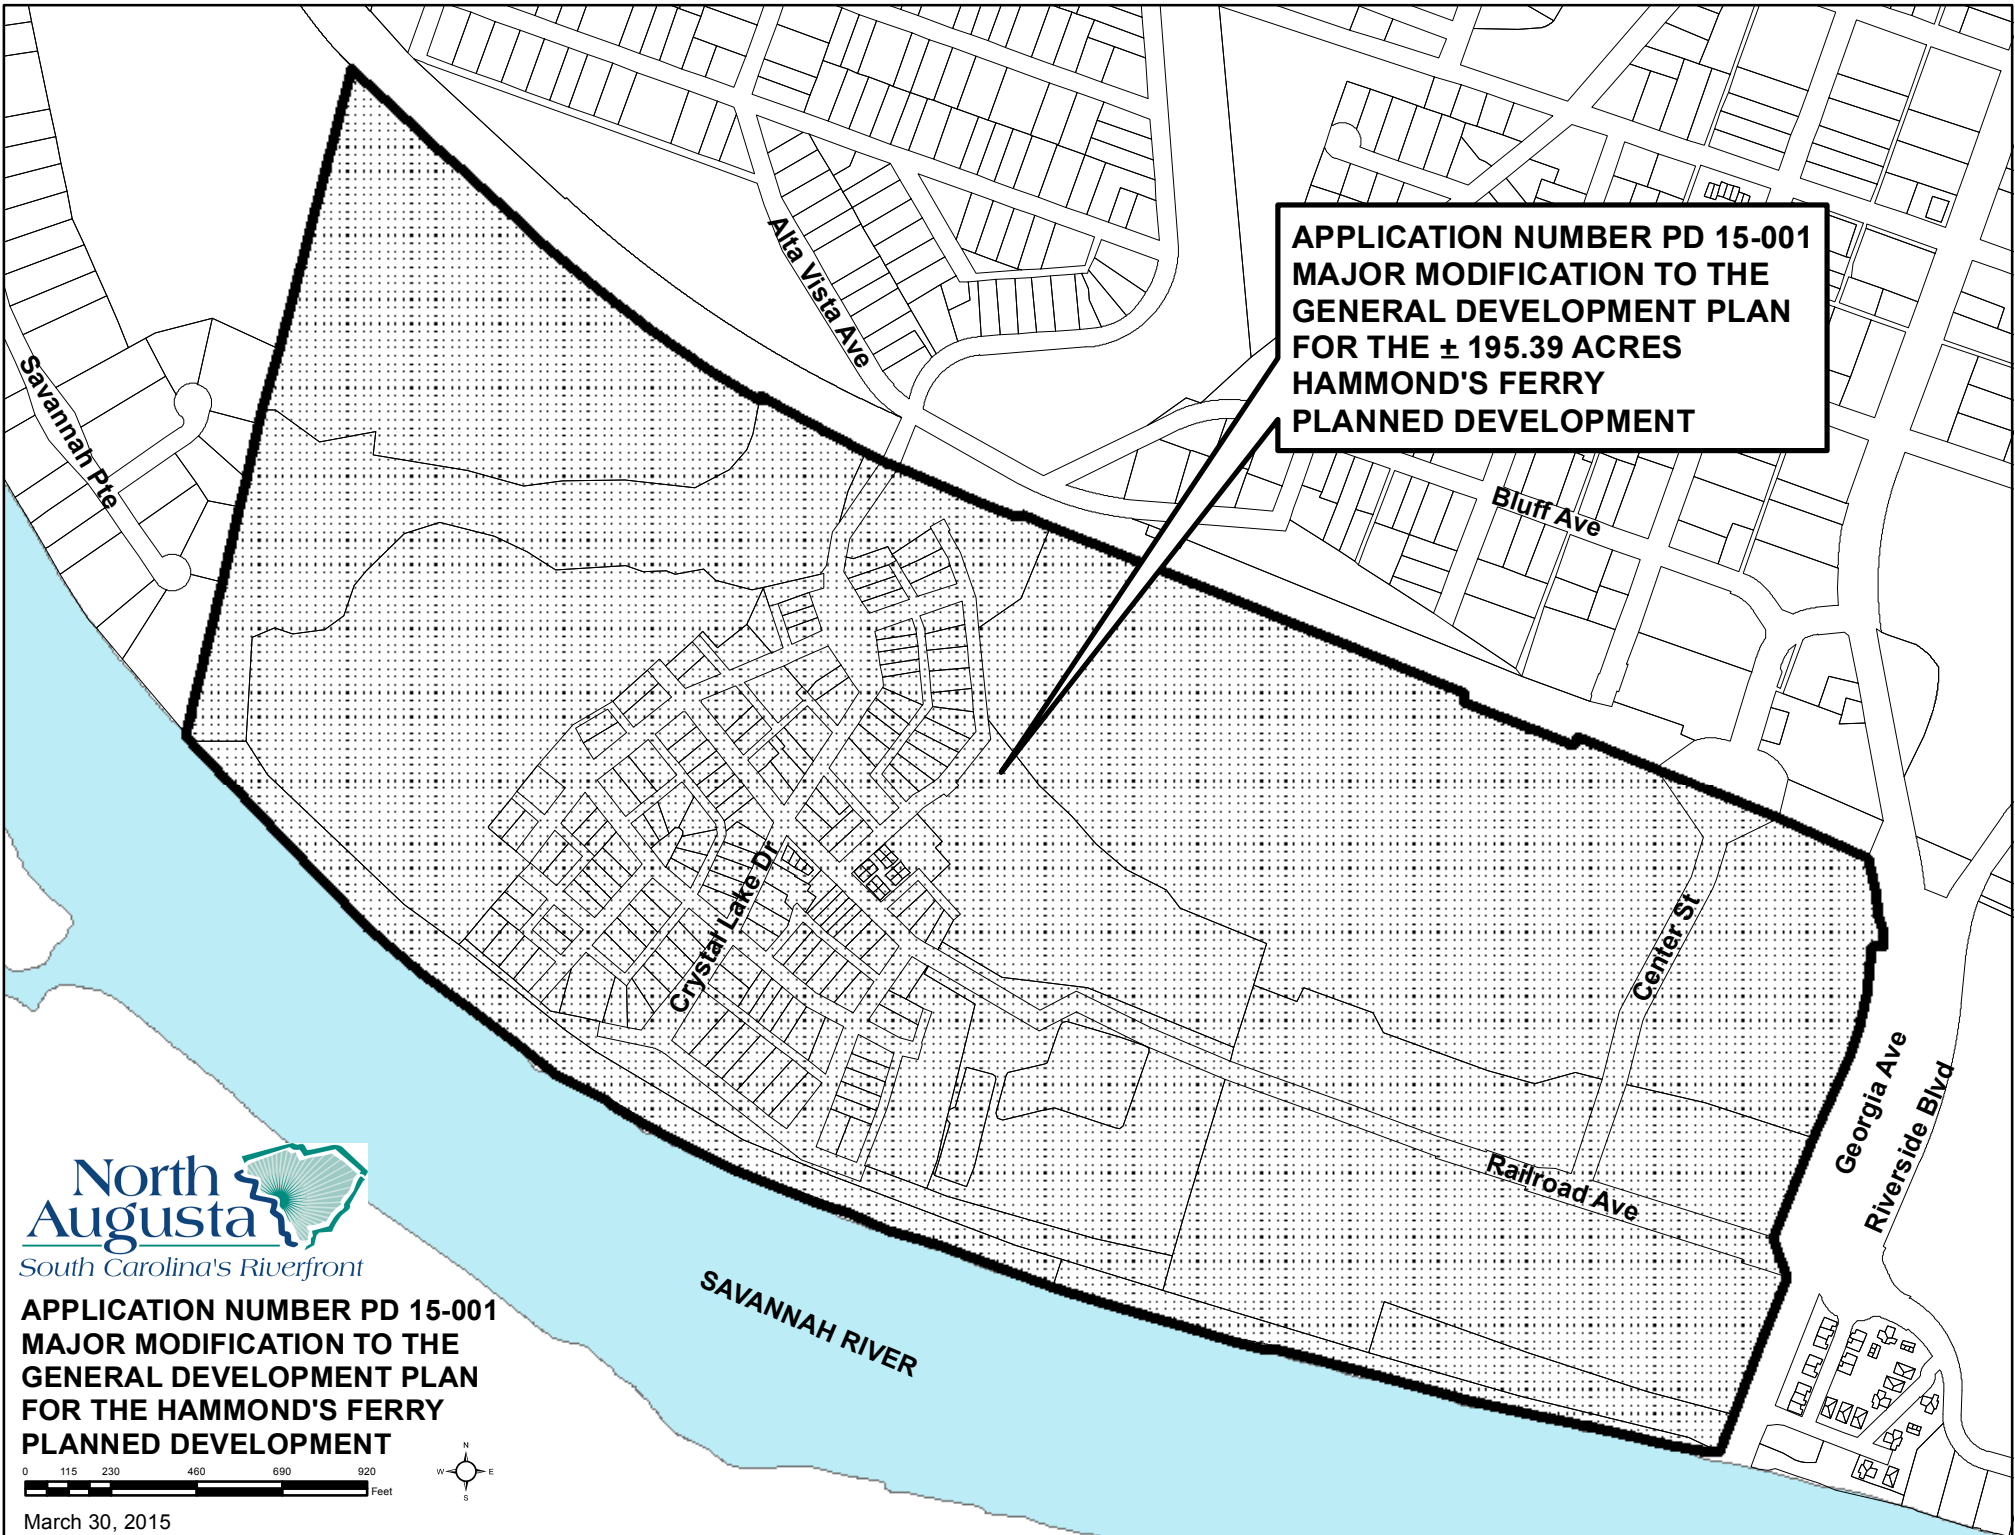 APPLICATION NUMBER PD 15-001
MAJOR MODIFICATION TO THE
GENERAL DEVELOPMENT PLAN
FOR THE ± 195.39 ACRES
HAMMOND'S FERRY
PLANNED DEVELOPMENT
Alta Vista Ave
Savannah Pte
Bluff Ave
Crystal Lake Dr
Center St
Georgia Ave
Riverside Blvd
Railroad Ave
SAVANNAH RIVER
North
Augusta
South Carolina's Riverfront
APPLICATION NUMBER PD 15-001
MAJOR MODIFICATION TO THE
GENERAL DEVELOPMENT PLAN
FOR THE HAMMOND'S FERRY
PLANNED DEVELOPMENT
0 115 230 460 690 920
Feet
N
W E
S
March 30, 2015